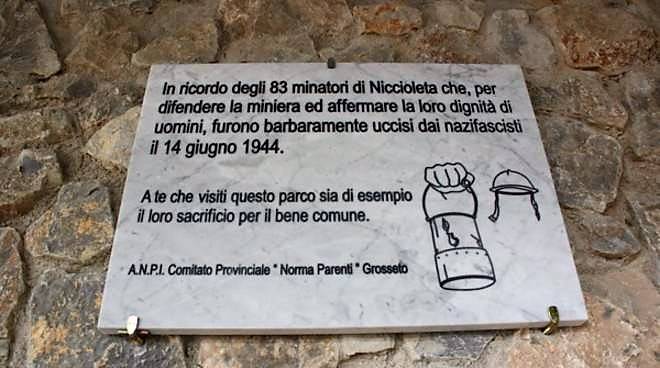 In ricordo degli 83 minatori di Niccioleta che, per
difendere la miniera ed affermare la loro dignità di
uomini, furono barbaramente uccisi dai nazifascisti
il 14 giugno 1944.
A te che visiti questo parco sia di esempio
il loro sacrificio per il bene comune.
A.N.P.I. Comitato Provinciale " Norma Parenti " Grosseto